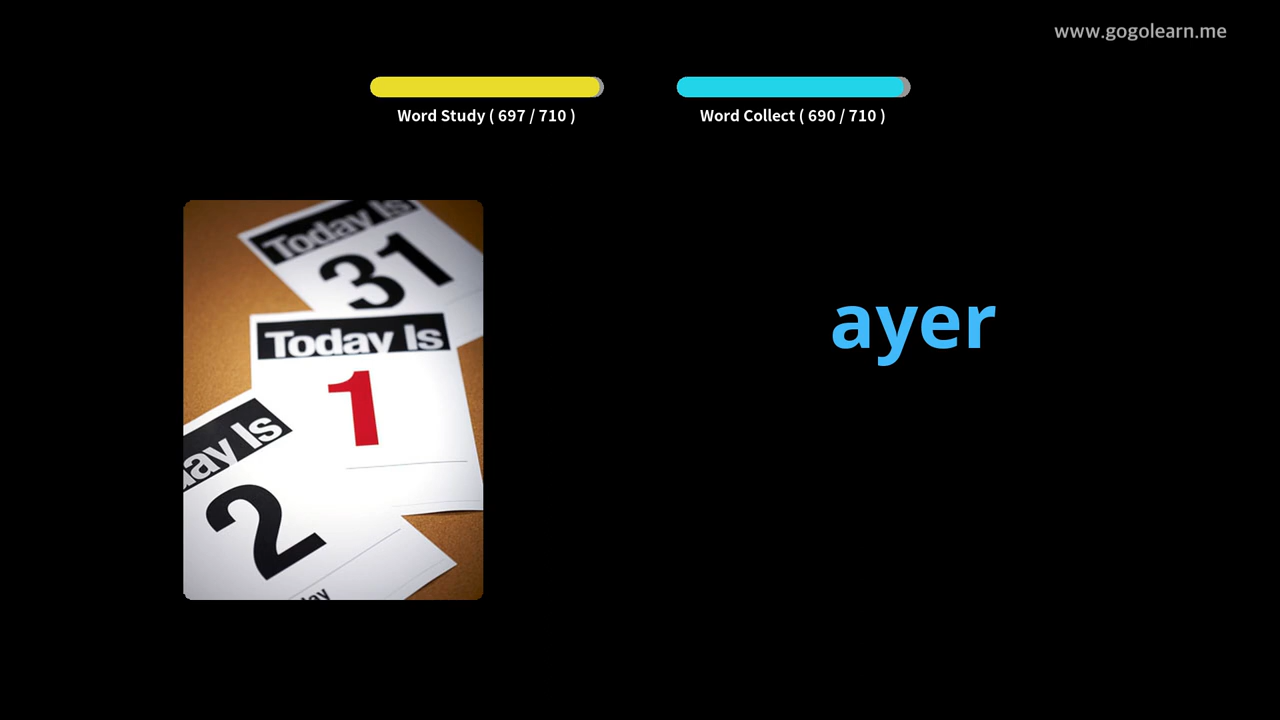 www.gogolearn.me
Word Study ( 697 / 710 )
Word Collect ( 690 / 710 )
Today Is
31
Today Is
1
ay Is
2
ayer